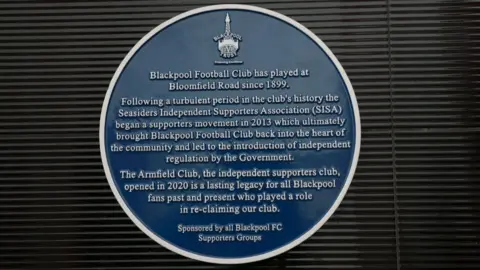 BLACKPOOL
Blackpool Football Club has played at
Bloomfield Road since 1899.
Following a turbulent period in the club's history the
Seasiders Independent Supporters Association (SISA)
began a supporters movement in 2013 which ultimately
brought Blackpool Football Club back into the heart of
the community and led to the introduction of independent
regulation by the Government.
The Armfield Club, the independent supporters club,
opened in 2020 is a lasting legacy for all Blackpool
fans past and present who played a role
in re-claiming our club.
Sponsored by all Blackpool FC
Supporters Groups